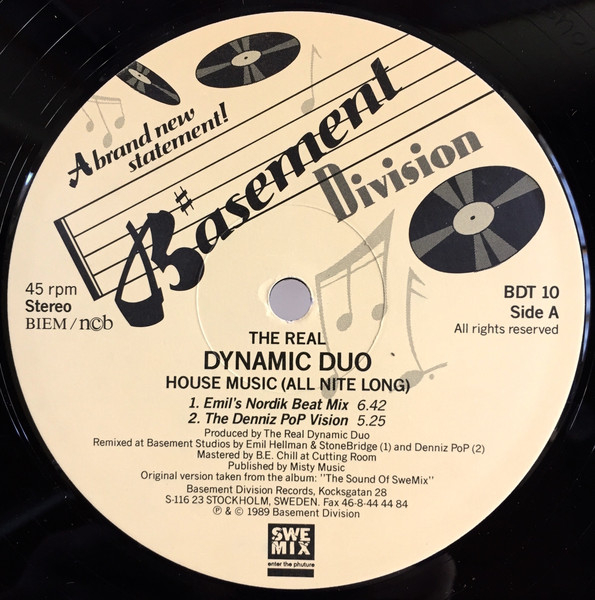 A brand new
statement!
Basement
Division
45 rpm
Stereo
BIEM/ncb
BDT 10
Side A
All rights reserved
THE REAL
DYNAMIC DUO
HOUSE MUSIC (ALL NITE LONG)
1. Emil's Nordik Beat Mix 6.42
2. The Denniz PoP Vision 5.25
Produced by The Real Dynamic Duo
Remixed at Basement Studios by Emil Hellman & StoneBridge (1) and Denniz PoP (2)
Mastered by B.E. Chill at Cutting Room
Published by Misty Music
Original version taken from the album: "The Sound Of SweMix"
Basement Division Records, Kocksgatan 28
S-116 23 STOCKHOLM, SWEDEN. Fax 46-8-44 44 84
℗ & © 1989 Basement Division
SWE
MIX
enter the phuture